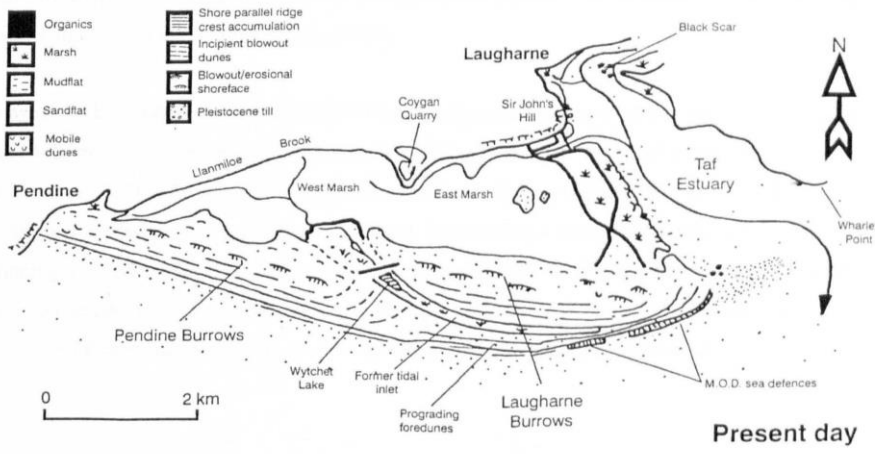 Organics
Marsh
Mudflat
Sandflat
Mobile
dunes
Shore parallel ridge
crest accumulation
Incipient blowout
dunes
Blowout/erosional
shoreface
Pleistocene till
Laugharne
Black Scar
N
Coygan
Quarry
Sir John's
Hill
Llanmiloe Brook
Pendine
West Marsh
East Marsh
Taf
Estuary
Wharley
Point
Pendine Burrows
Wytchet
Lake
Former tidal
inlet
Prograding
foredunes
Laugharne
Burrows
M.O.D. sea defences
0 2 km
Present day